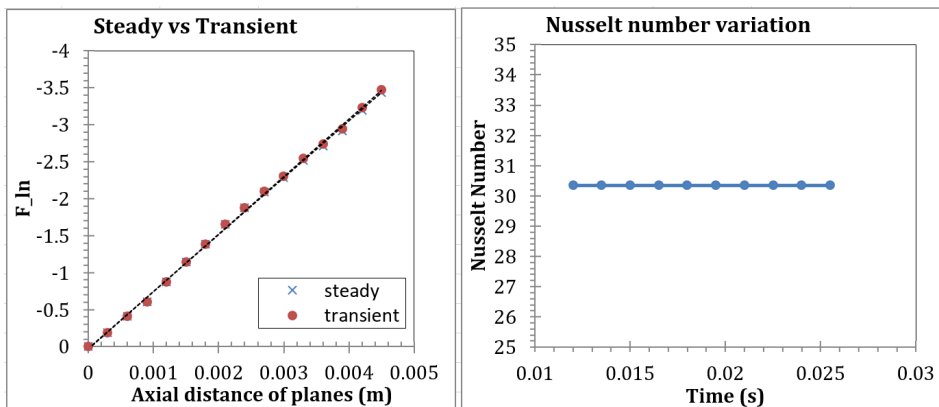 Steady vs Transient
-4
-3.5
-3
-2.5
-2
-1.5
-1
-0.5
0
F_ln
steady
transient
0 0.001 0.002 0.003 0.004 0.005
Axial distance of planes (m)
Nusselt number variation
35
34
33
32
31
30
29
28
27
26
25
Nusselt Number
0.01 0.015 0.02 0.025 0.03
Time (s)